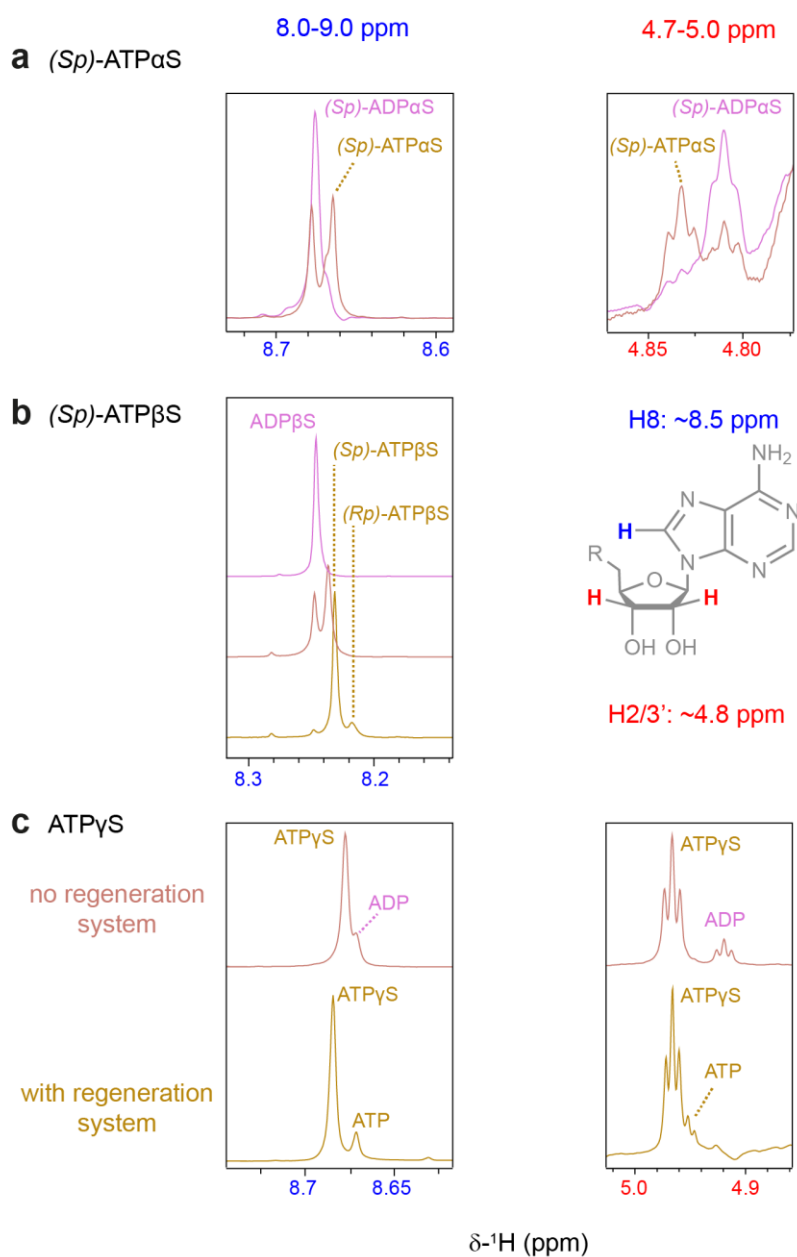 8.0-9.0 ppm
4.7-5.0 ppm
a (Sp)-ATPαS
(Sp)-ADPαS
(Sp)-ATPαS
8.7
8.6
(Sp)-ADPαS
(Sp)-ATPαS
4.85
4.80
b (Sp)-ATPβS
ADPβS
(Sp)-ATPβS
(Rp)-ATPβS
8.3
8.2
H8: ~8.5 ppm
NH2
N
N
H
N
N
R
O
H
H
OH
OH
H2/3’: ~4.8 ppm
c ATPγS
no regeneration
system
ATPγS
ADP
ATPγS
ADP
with regeneration
system
ATPγS
ATP
8.7
8.65
ATPγS
ATP
5.0
4.9
δ-¹H (ppm)